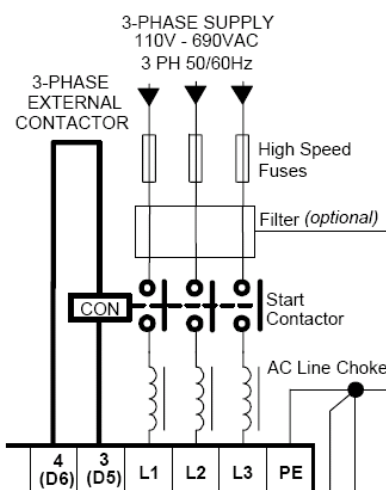 3-PHASE SUPPLY
110V - 690VAC
3 PH 50/60Hz
3-PHASE
EXTERNAL
CONTACTOR
High Speed
Fuses
Filter (optional)
CON
Start
Contactor
AC Line Choke
4
(D6)
3
(D5)
L1
L2
L3
PE